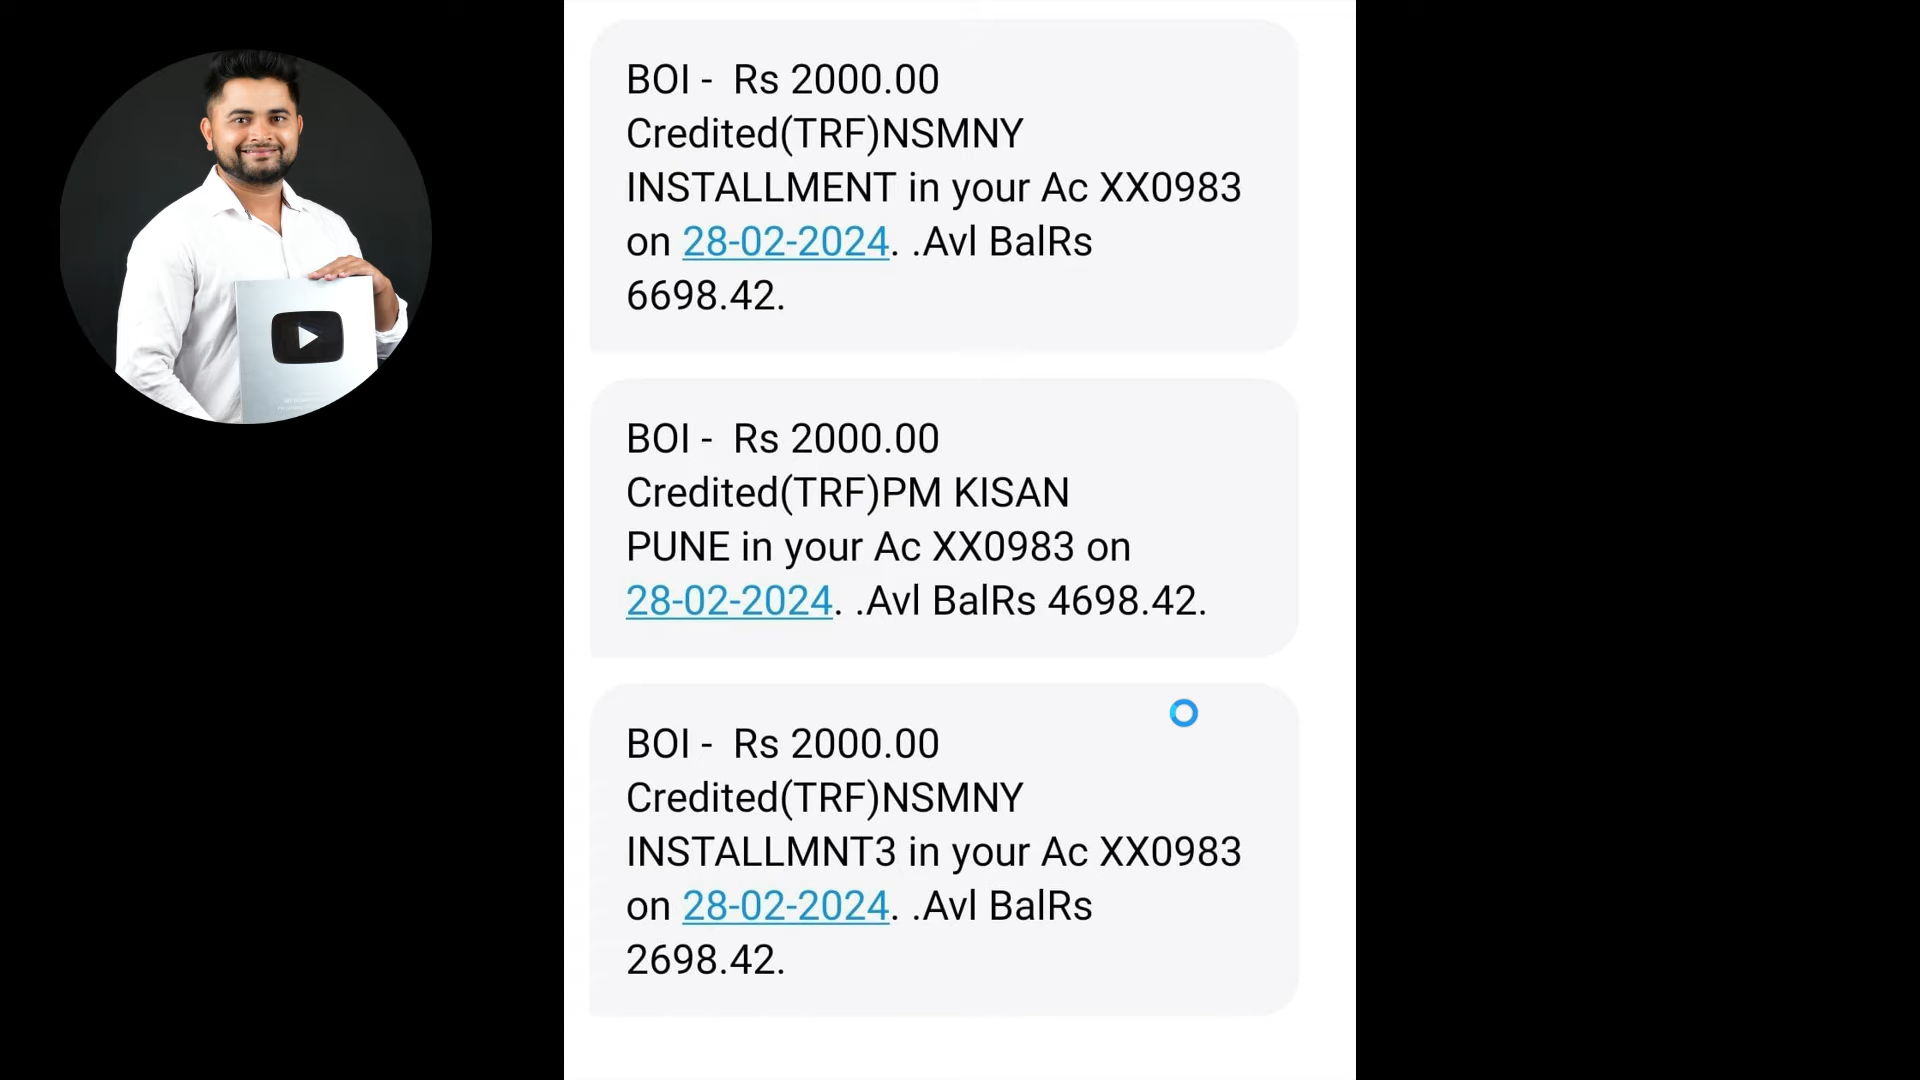 BOI - Rs 2000.00
Credited(TRF)NSMNY
INSTALLMENT in your Ac XX0983
on 28-02-2024. .Avl BalRs
6698.42.
BOI - Rs 2000.00
Credited(TRF)PM KISAN
PUNE in your Ac XX0983 on
28-02-2024. .Avl BalRs 4698.42.
BOI - Rs 2000.00
Credited(TRF)NSMNY
INSTALLMNT3 in your Ac XX0983
on 28-02-2024. .Avl BalRs
2698.42.